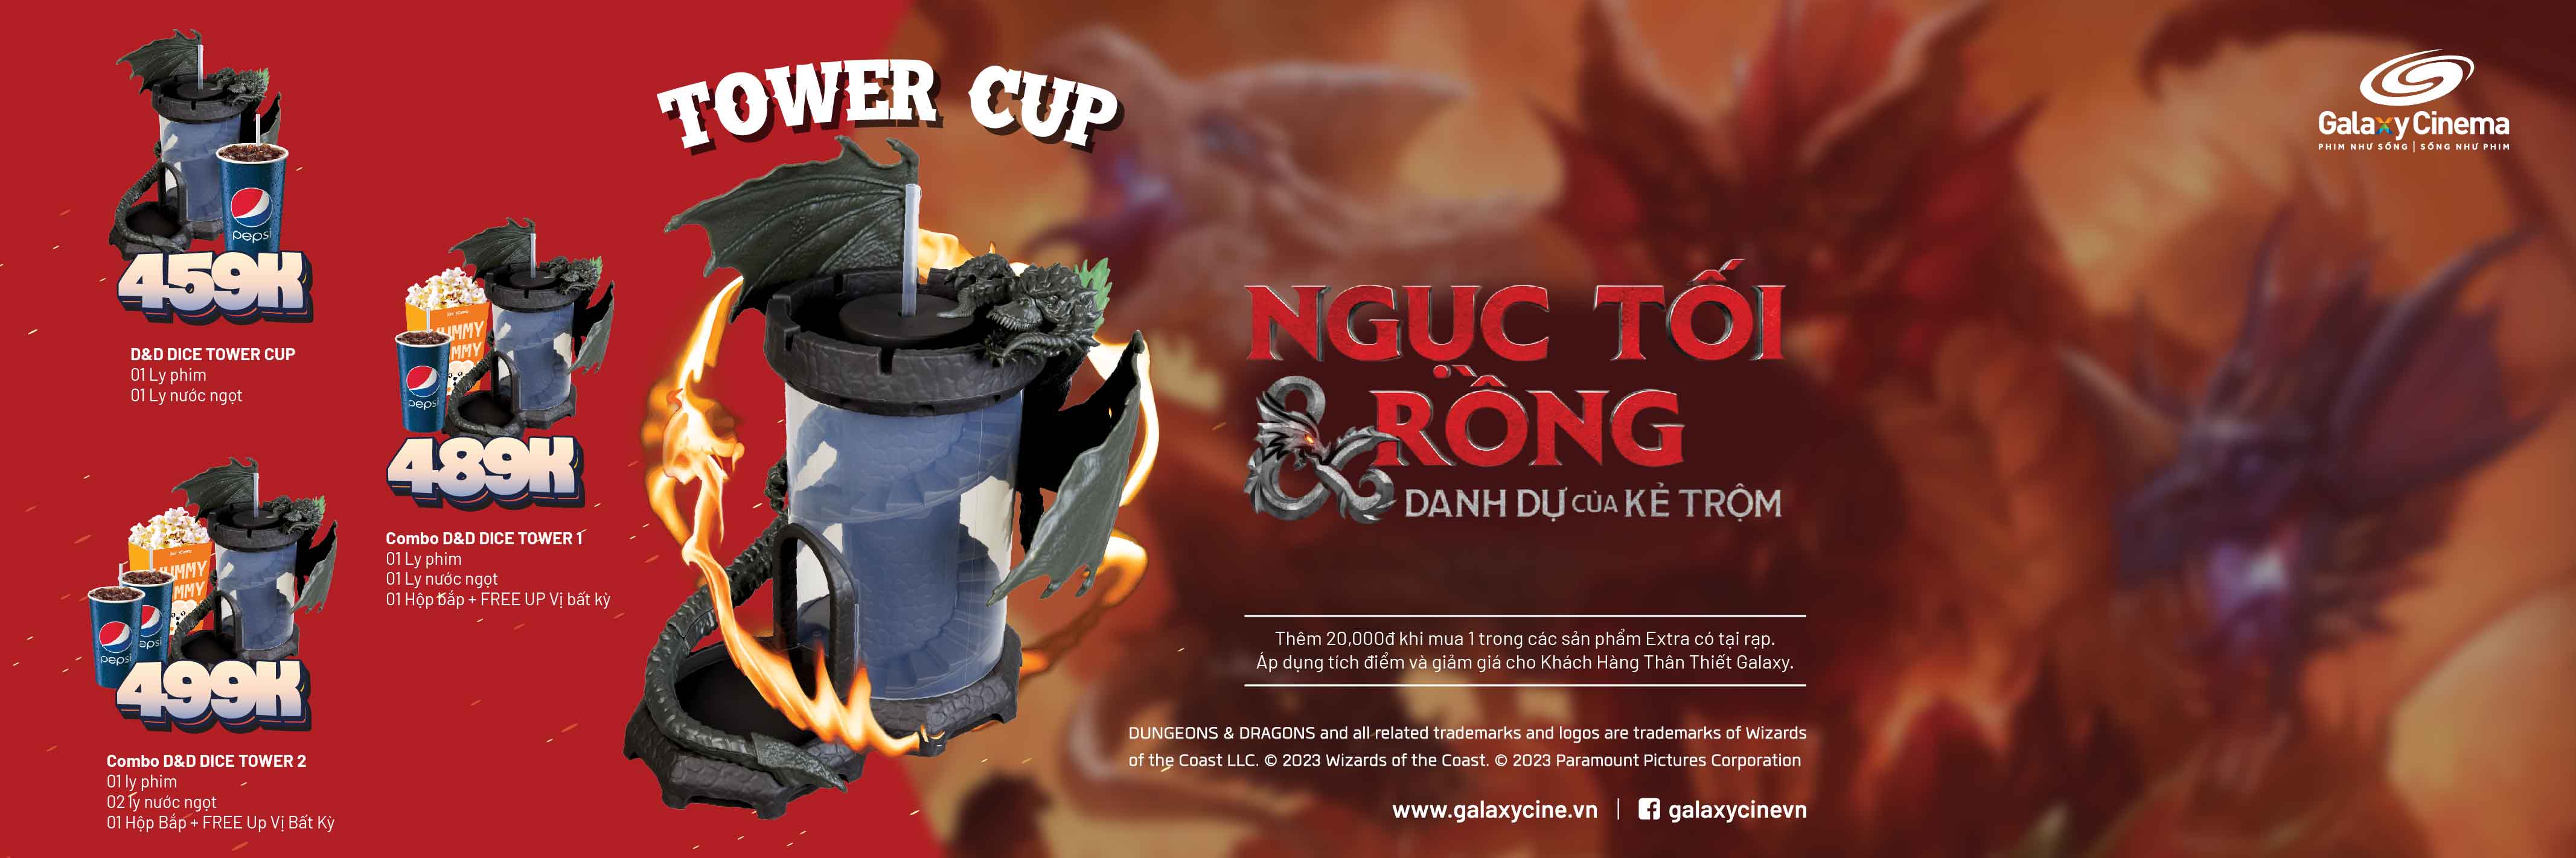 TOWER CUP
459K
D&D DICE TOWER CUP
01 Ly phim
01 Ly nước ngọt
489K
Combo D&D DICE TOWER 1
01 Ly phim
01 Ly nước ngọt
01 Hộp bắp + FREE UP Vị bất kỳ
499K
Combo D&D DICE TOWER 2
01 ly phim
02 ly nước ngọt
01 Hộp Bắp + FREE Up Vị Bất Kỳ
pepsi
pepsi
pepsi
pepsi
NGỤC TỐI
& RỒNG
DANH DỰ CỦA KẺ TRỘM
Thêm 20,000đ khi mua 1 trong các sản phẩm Extra có tại rạp.
Áp dụng tích điểm và giảm giá cho Khách Hàng Thân Thiết Galaxy.
DUNGEONS & DRAGONS and all related trademarks and logos are trademarks of Wizards
of the Coast LLC. © 2023 Wizards of the Coast. © 2023 Paramount Pictures Corporation
www.galaxycine.vn | galaxycinevn
Galaxy Cinema
PHIM NHƯ SỐNG | SỐNG NHƯ PHIM